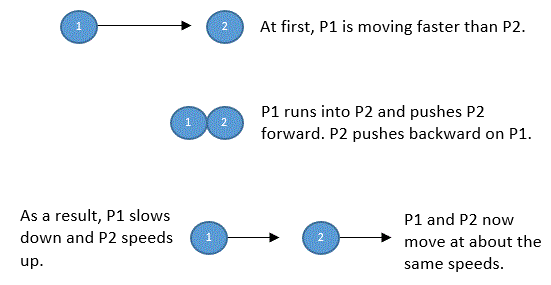 1
2
At first, P1 is moving faster than P2.
1
2
P1 runs into P2 and pushes P2
forward. P2 pushes backward on P1.
As a result, P1 slows
down and P2 speeds
up.
1
2
P1 and P2 now
move at about the
same speeds.